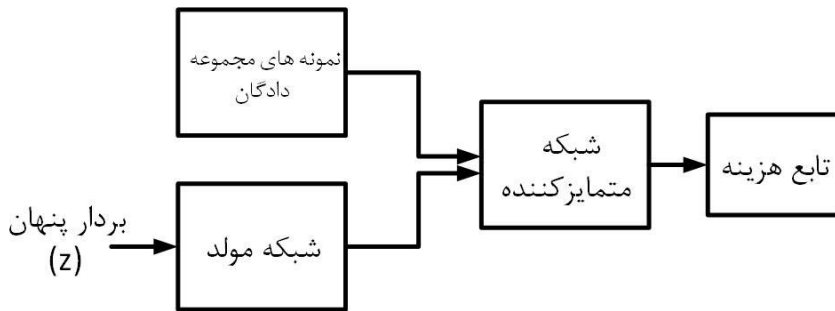 نمونه های مجموعه
دادگان
شبکه
متمایزکننده
تابع هزینه
بردار پنهان
(z)
شبکه مولد